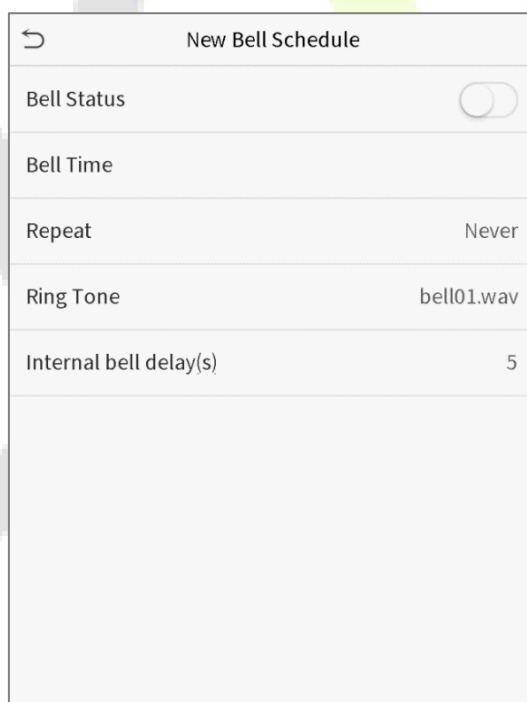 New Bell Schedule
Bell Status
Bell Time
Repeat Never
Ring Tone bell01.wav
Internal bell delay(s) 5